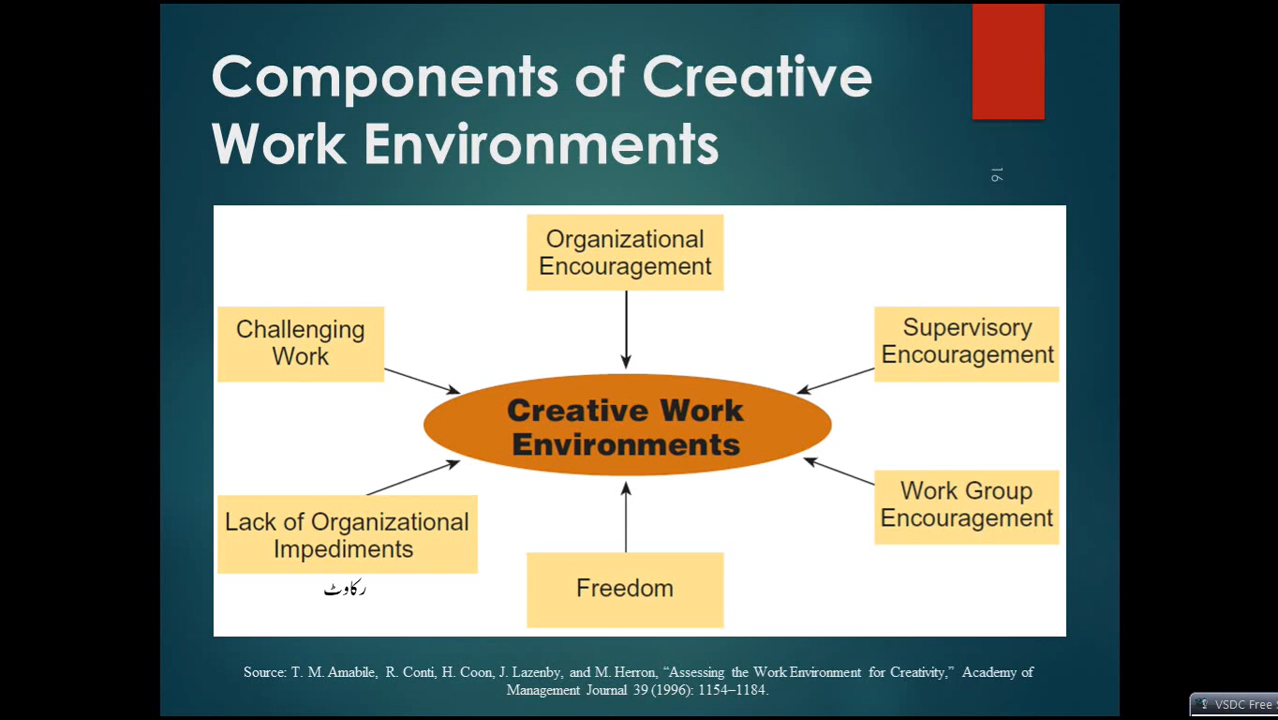 Components of Creative
Work Environments
16
Organizational
Encouragement
Challenging
Work
Supervisory
Encouragement
Creative Work
Environments
Lack of Organizational
Impediments
رکاوٹ
Work Group
Encouragement
Freedom
Source: T. M. Amabile, R. Conti, H. Coon, J. Lazenby, and M. Herron, “Assessing the Work Environment for Creativity,” Academy of
Management Journal 39 (1996): 1154–1184.
VSDC Free